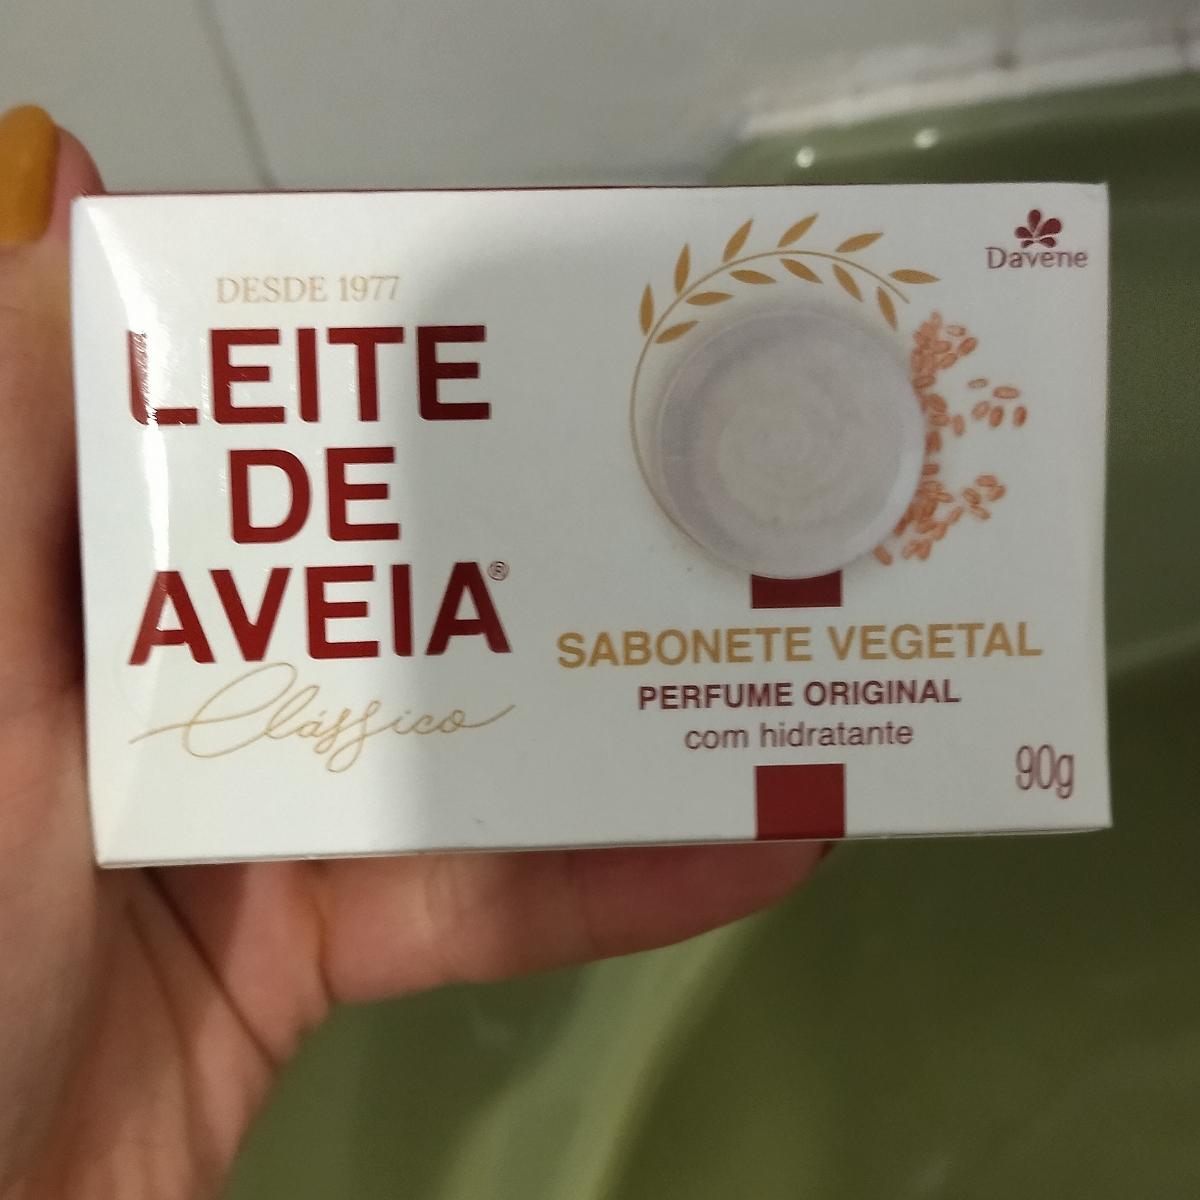 Davene
DESDE 1977
LEITE
DE
AVEIA®
Clássico
SABONETE VEGETAL
PERFUME ORIGINAL
com hidratante
90g